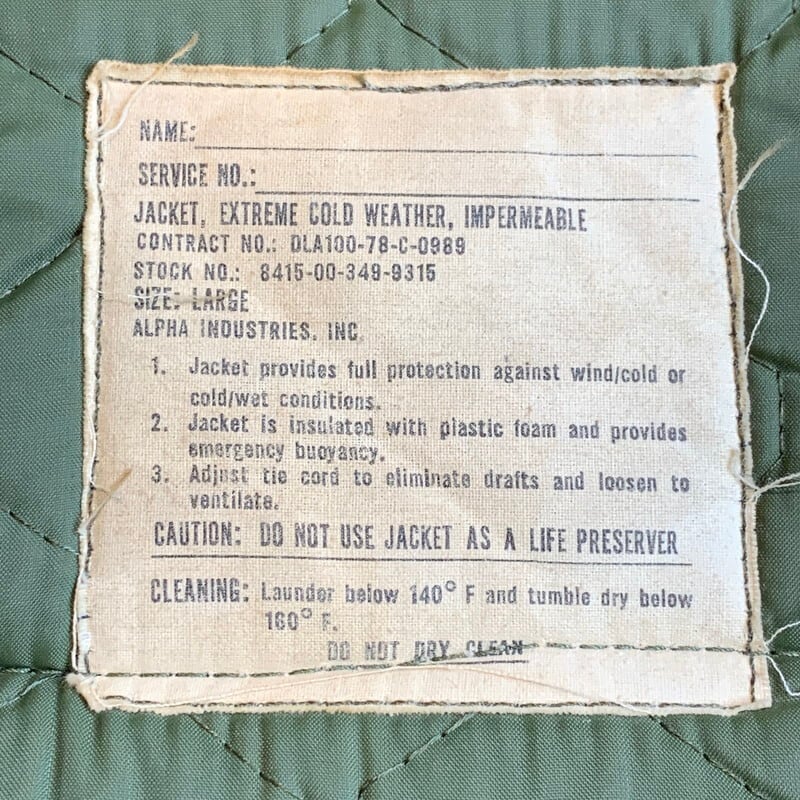 NAME:
SERVICE NO.:
JACKET, EXTREME COLD WEATHER, IMPERMEABLE
CONTRACT NO.: DLA100-78-C-0989
STOCK NO.: 8415-00-349-9315
SIZE: LARGE
ALPHA INDUSTRIES, INC.
1. Jacket provides full protection against wind/cold or
cold/wet conditions.
2. Jacket is insulated with plastic foam and provides
emergency buoyancy.
3. Adjust tie cord to eliminate drafts and loosen to
ventilate.
CAUTION: DO NOT USE JACKET AS A LIFE PRESERVER
CLEANING: Launder below 140° F and tumble dry below
160° F.
DO NOT DRY CLEAN